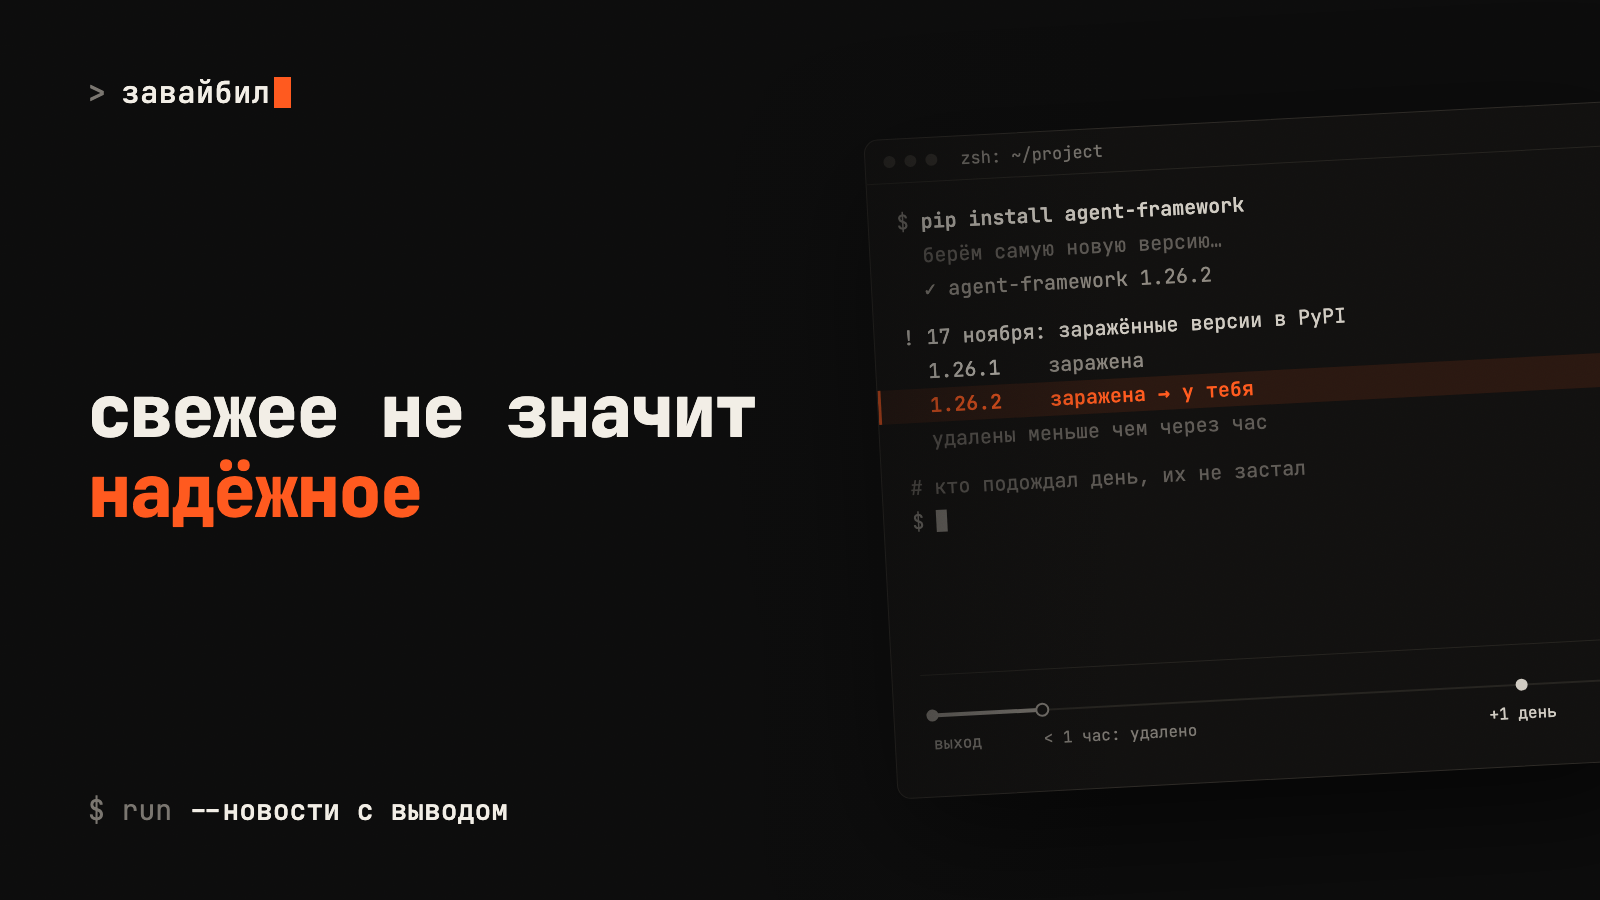 > завайбил
свежее не значит
надёжное
$ run --новости с выводом
zsh: ~/project
$ pip install agent-framework
берём самую новую версию…
✓ agent-framework 1.26.2
! 17 ноября: заражённые версии в PyPI
1.26.1 заражена
1.26.2 заражена → у тебя
удалены меньше чем через час
# кто подождал день, их не застал
$
выход
< 1 час: удалено
+1 день